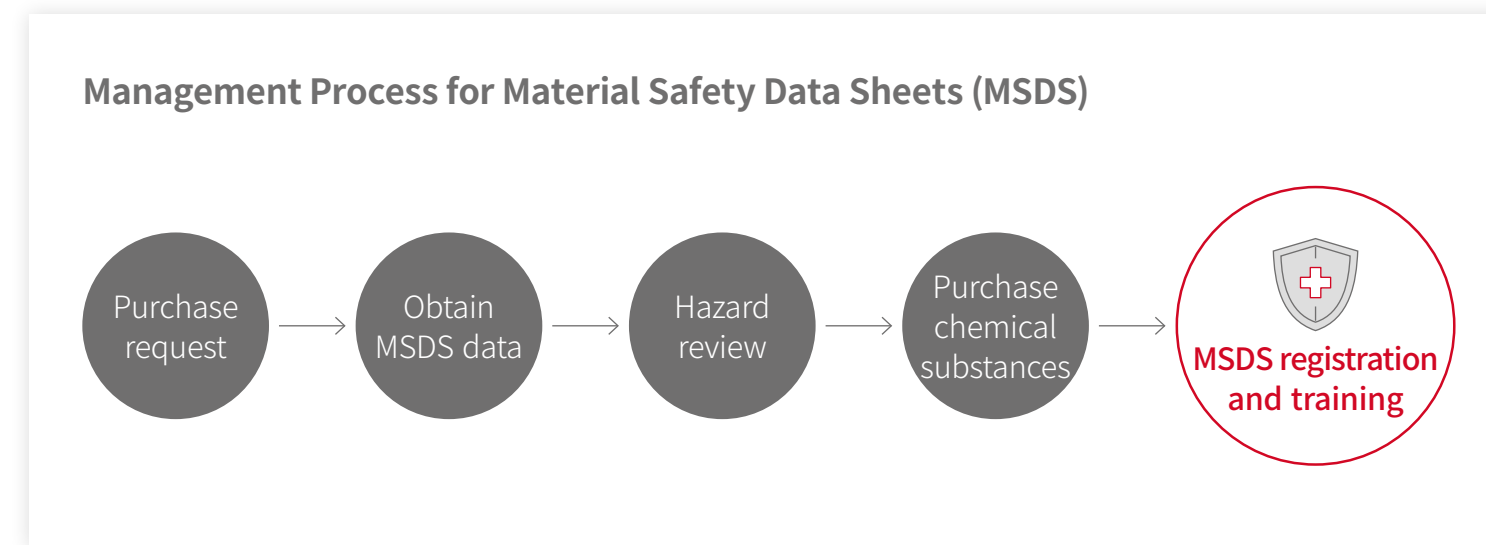 Management Process for Material Safety Data Sheets (MSDS)
Purchase
request
Obtain
MSDS data
Hazard
review
Purchase
chemical
substances
MSDS registration
and training